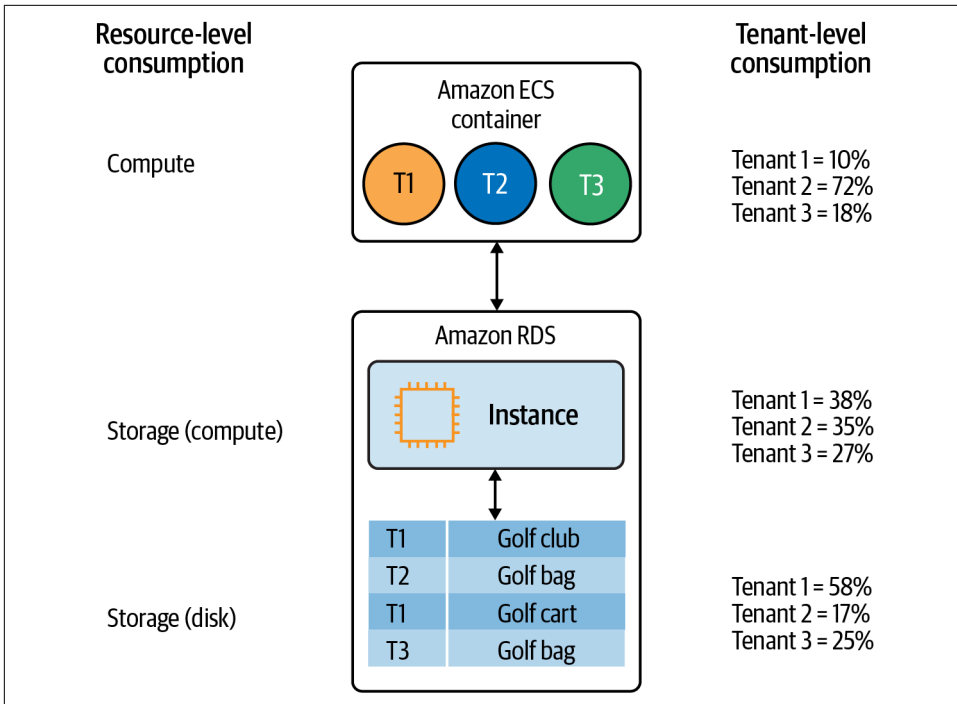 Resource-level
consumption
Tenant-level
consumption
Amazon ECS
container
Compute
T1
T2
T3
Tenant 1 = 10%
Tenant 2 = 72%
Tenant 3 = 18%
Amazon RDS
Storage (compute)
Instance
Tenant 1 = 38%
Tenant 2 = 35%
Tenant 3 = 27%
Storage (disk)
T1 Golf club
T2 Golf bag
T1 Golf cart
T3 Golf bag
Tenant 1 = 58%
Tenant 2 = 17%
Tenant 3 = 25%